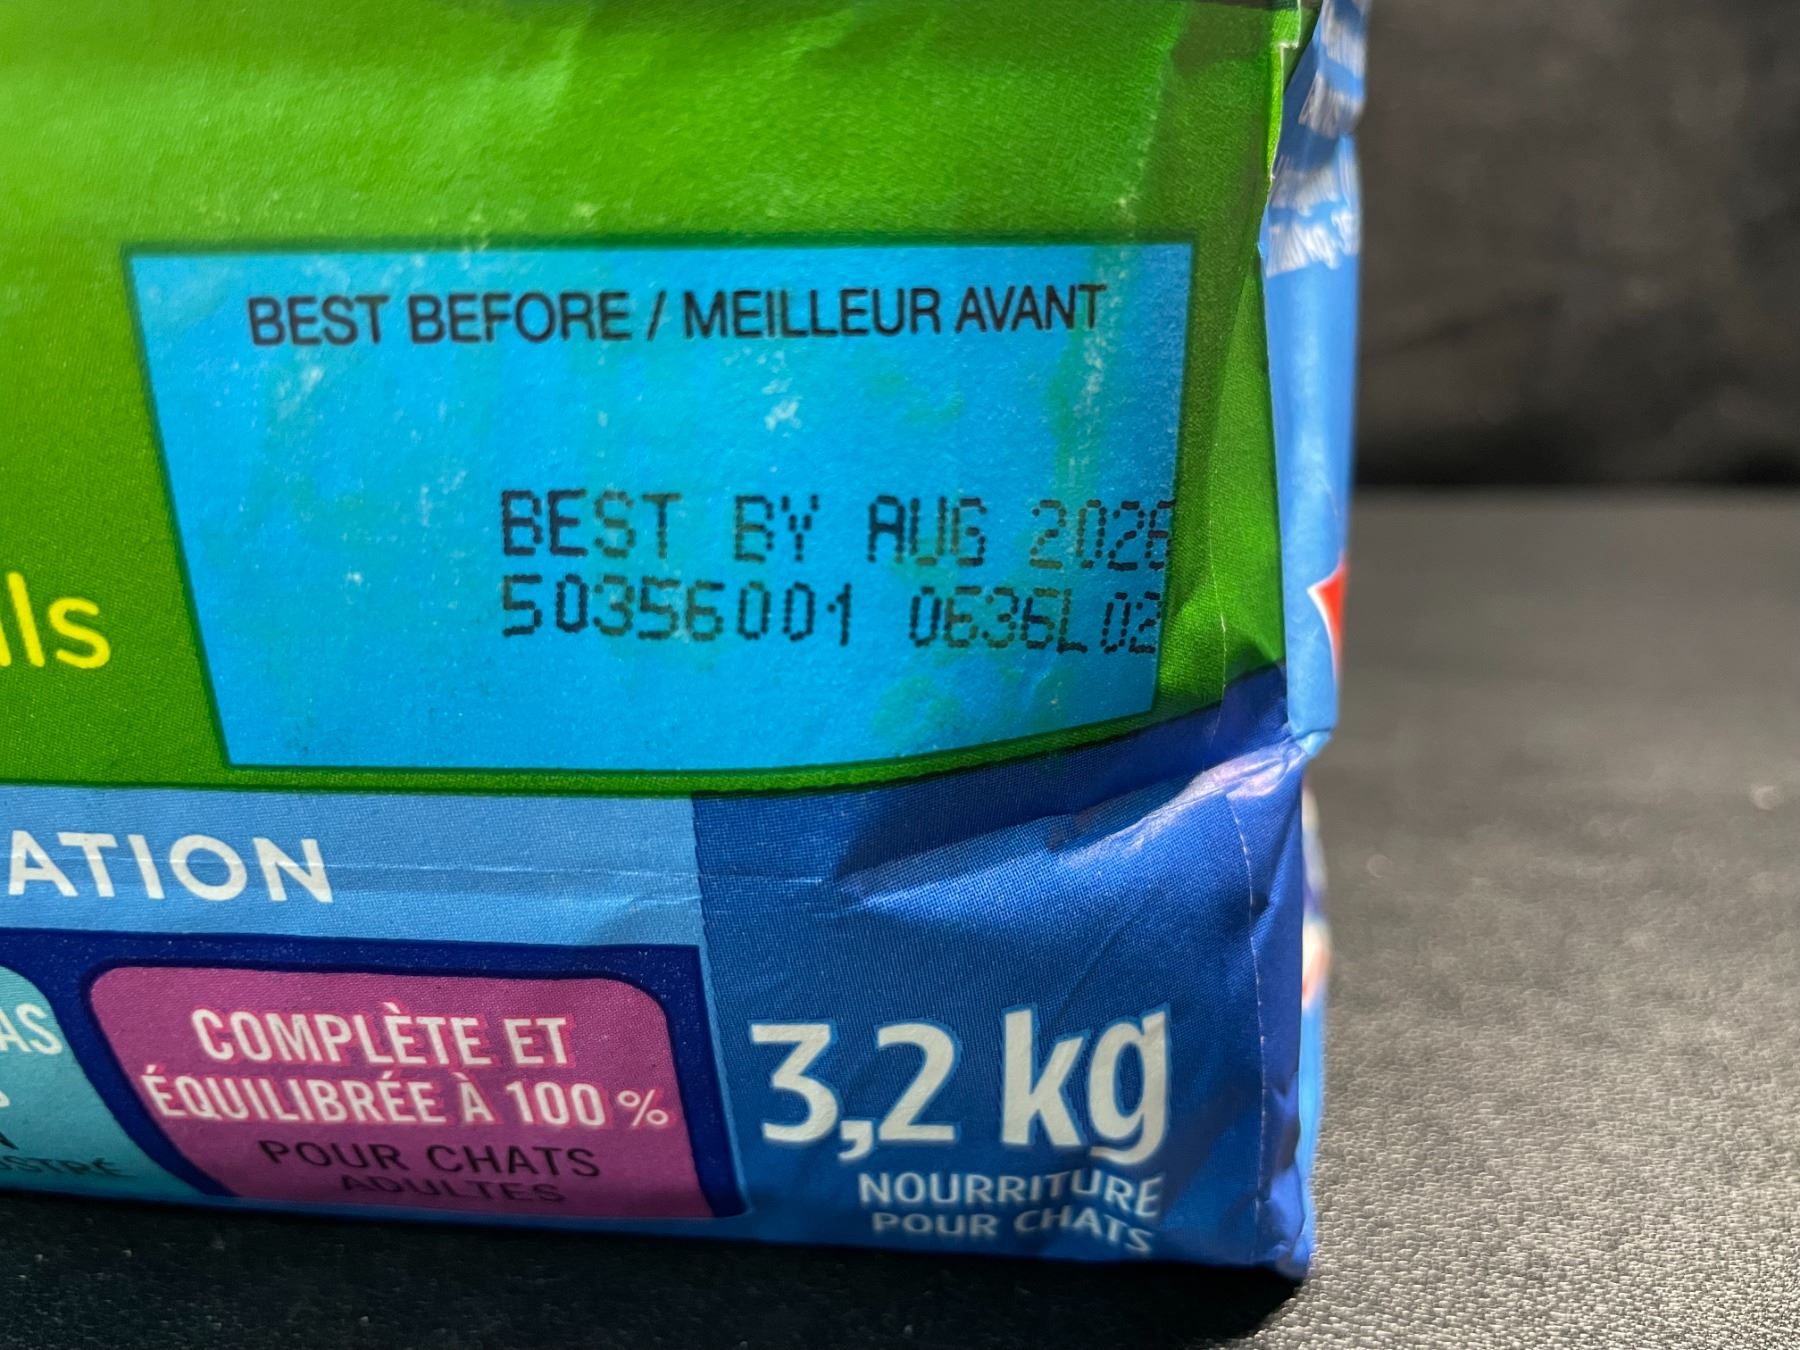 BEST BEFORE / MEILLEUR AVANT
BEST BY AUG 2026
50356001 0636L02
lls
ATION
COMPLÈTE ET
ÉQUILIBRÉE À 100 %
POUR CHATS
ADULTES
3,2 kg
NOURRITURE
POUR CHATS